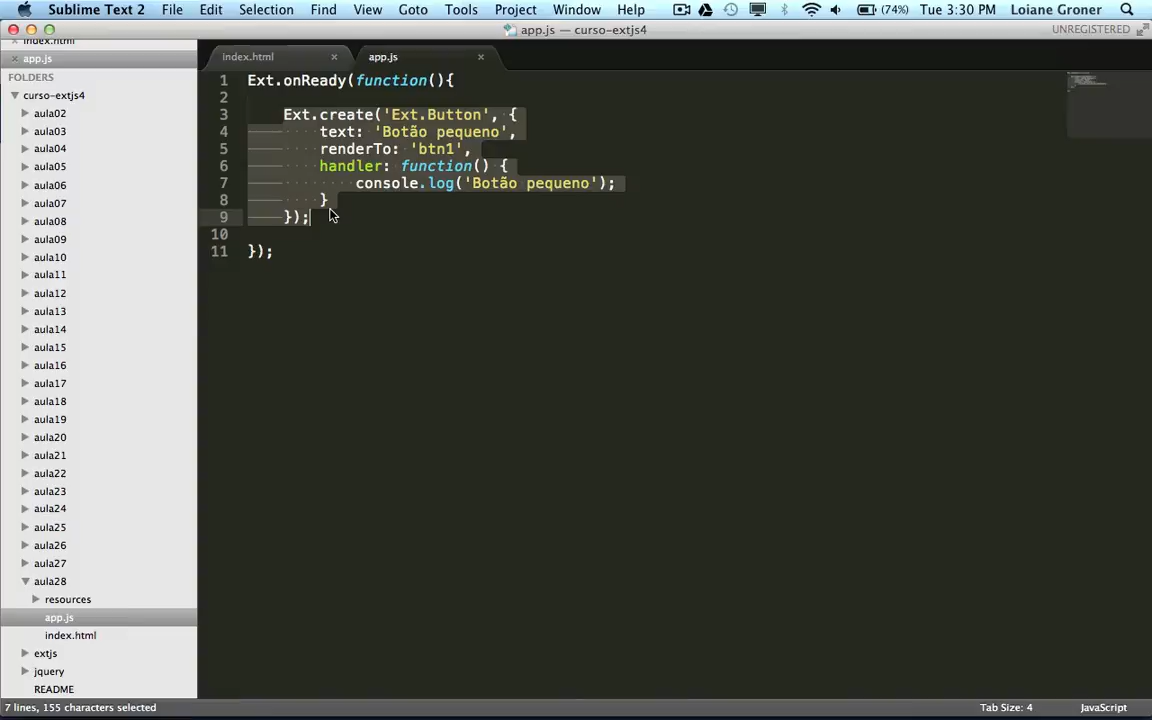 Sublime Text 2 File Edit Selection Find View Goto Tools Project Window Help (74%) Tue 3:30 PM Loiane Groner
app.js — curso-extjs4 UNREGISTERED
index.html
app.js
FOLDERS
curso-extjs4
aula02
aula03
aula04
aula05
aula06
aula07
aula08
aula09
aula10
aula11
aula12
aula13
aula14
aula15
aula16
aula17
aula18
aula19
aula20
aula21
aula22
aula23
aula24
aula25
aula26
aula27
aula28
resources
app.js
index.html
extjs
jquery
README
index.html app.js
1 Ext.onReady(function(){
2
3 Ext.create('Ext.Button', {
4 text: 'Botão pequeno',
5 renderTo: 'btn1',
6 handler: function() {
7 console.log('Botão pequeno');
8 }
9 });
10
11 });
7 lines, 155 characters selected Tab Size: 4 JavaScript